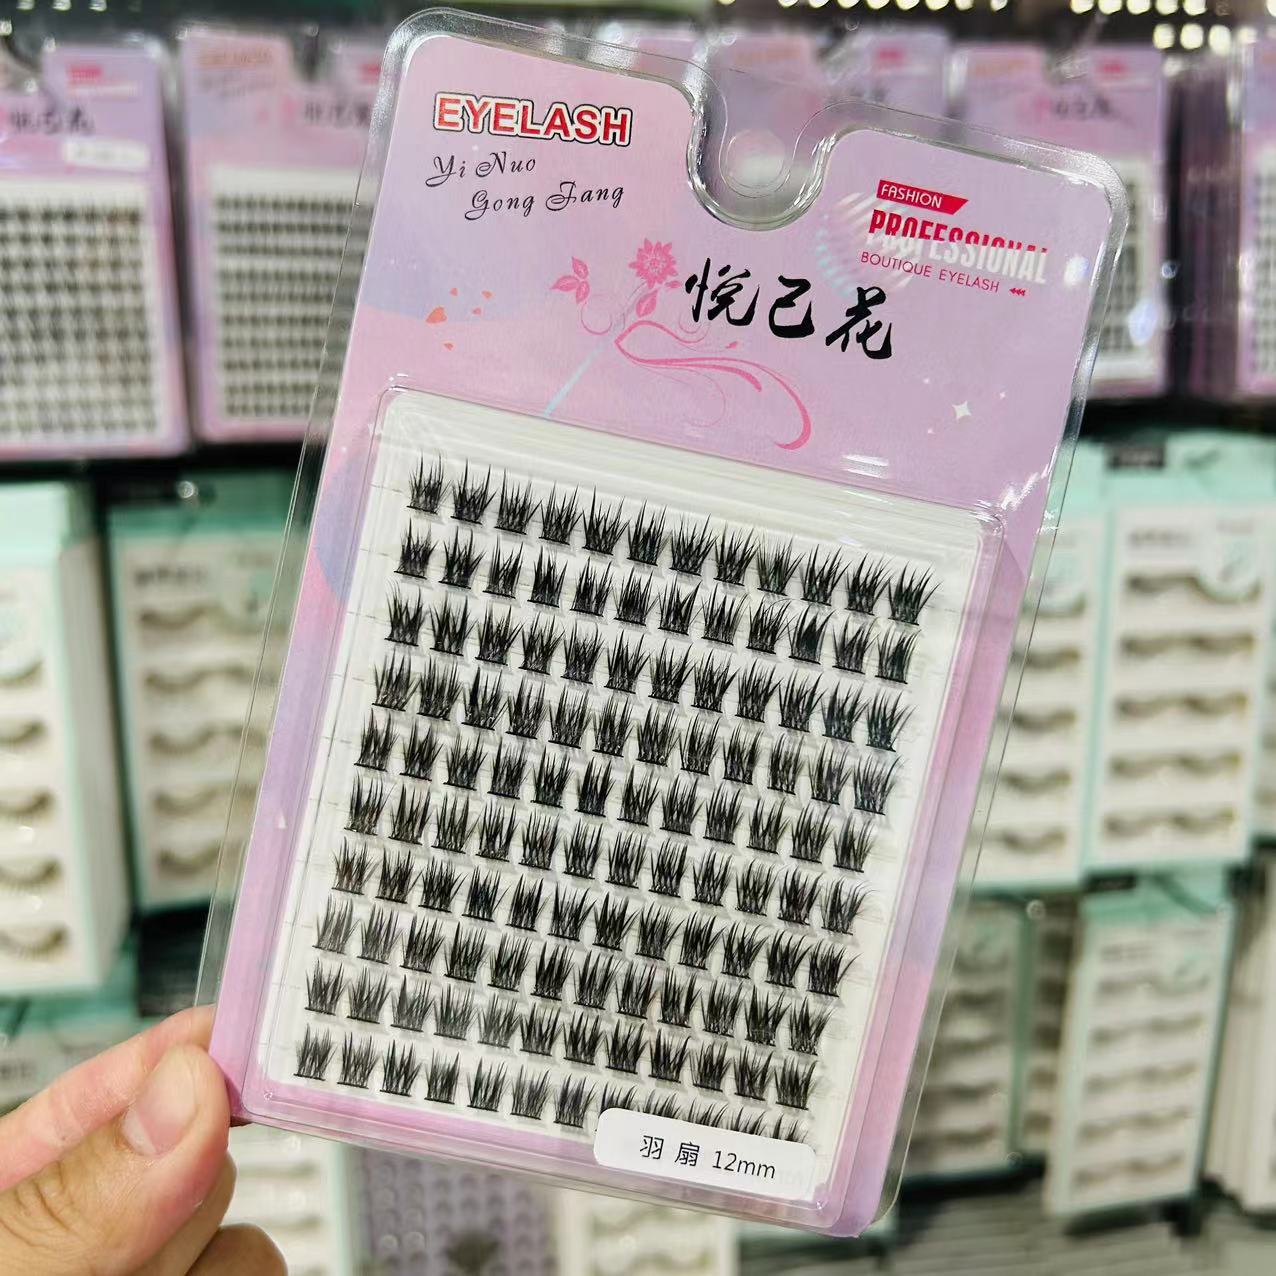 EYELASH
Yi Nuo
Gong Fang
FASHION
PROFESSIONAL
BOUTIQUE EYELASH
悦己花
羽扇 12mm